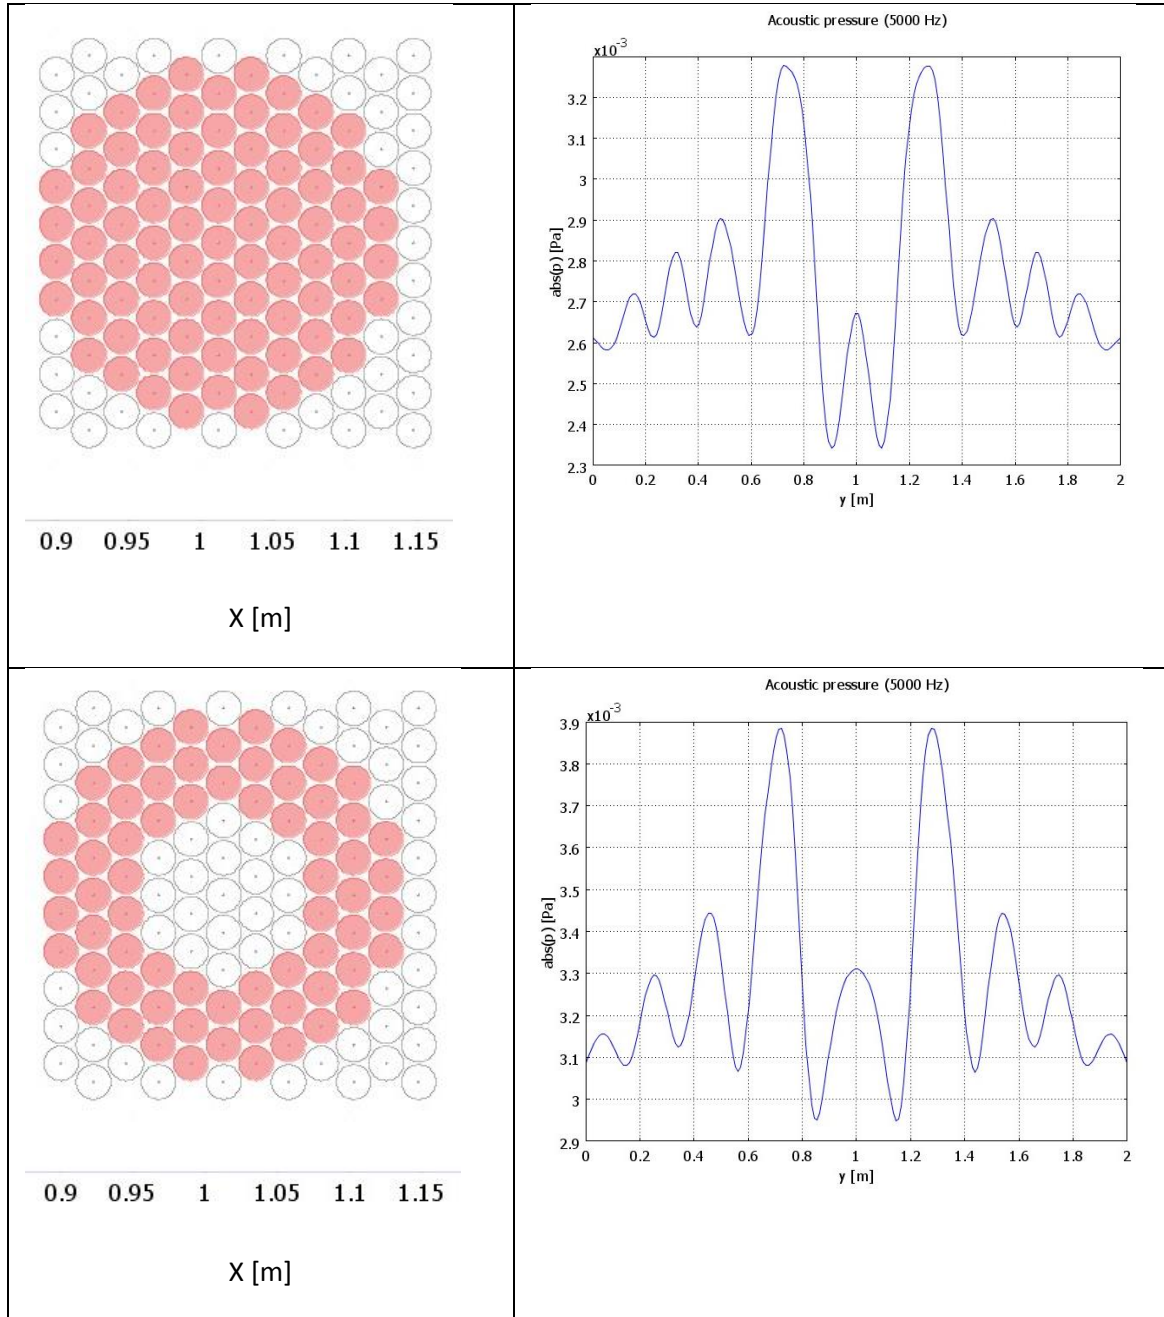 Acoustic pressure (5000 Hz)
x10-3
3.2
3.1
3
2.9
2.8
2.7
2.6
2.5
2.4
2.3
abs(p) [Pa]
0 0.2 0.4 0.6 0.8 1 1.2 1.4 1.6 1.8 2
y [m]
0.9 0.95 1 1.05 1.1 1.15
X [m]
Acoustic pressure (5000 Hz)
x10-3
3.9
3.8
3.7
3.6
3.5
3.4
3.3
3.2
3.1
3
2.9
abs(p) [Pa]
0 0.2 0.4 0.6 0.8 1 1.2 1.4 1.6 1.8 2
y [m]
0.9 0.95 1 1.05 1.1 1.15
X [m]